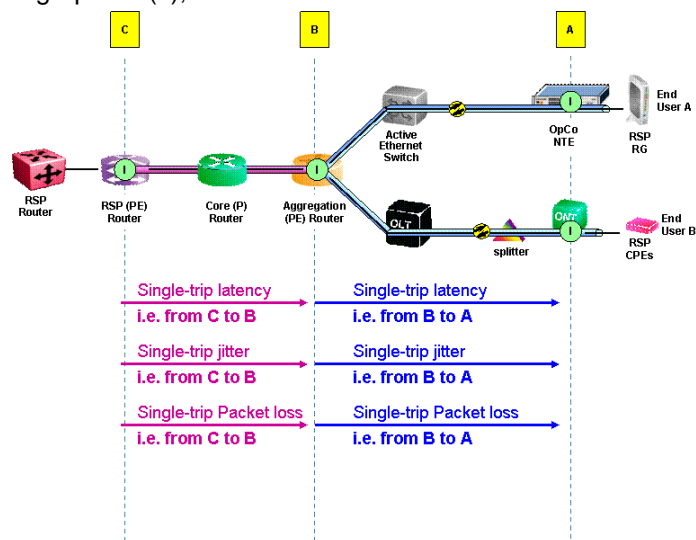 C
B
A
I
I
I
I
End
User A
Active
Ethernet
Switch
OpCo
NTE
RSP
RG
RSP
Router
RSP (PE)
Router
Core (P)
Router
Aggregation
(PE) Router
OLT
splitter
ONT
RSP
CPEs
End
User B
Single-trip latency
i.e. from C to B
Single-trip latency
i.e. from B to A
Single-trip jitter
i.e. from C to B
Single-trip jitter
i.e. from B to A
Single-trip Packet loss
i.e. from C to B
Single-trip Packet loss
i.e. from B to A